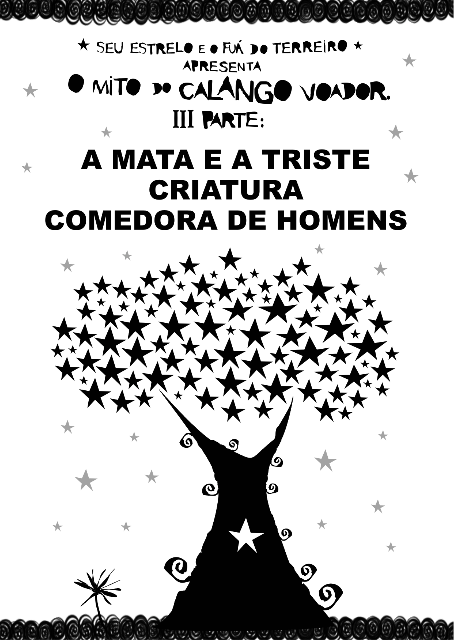 ★ SEU ESTRELO E O FUÁ DO TERREIRO ★
APRESENTA
O MITO DO CALANGO VOADOR.
III PARTE:
A MATA E A TRISTE
CRIATURA
COMEDORA DE HOMENS